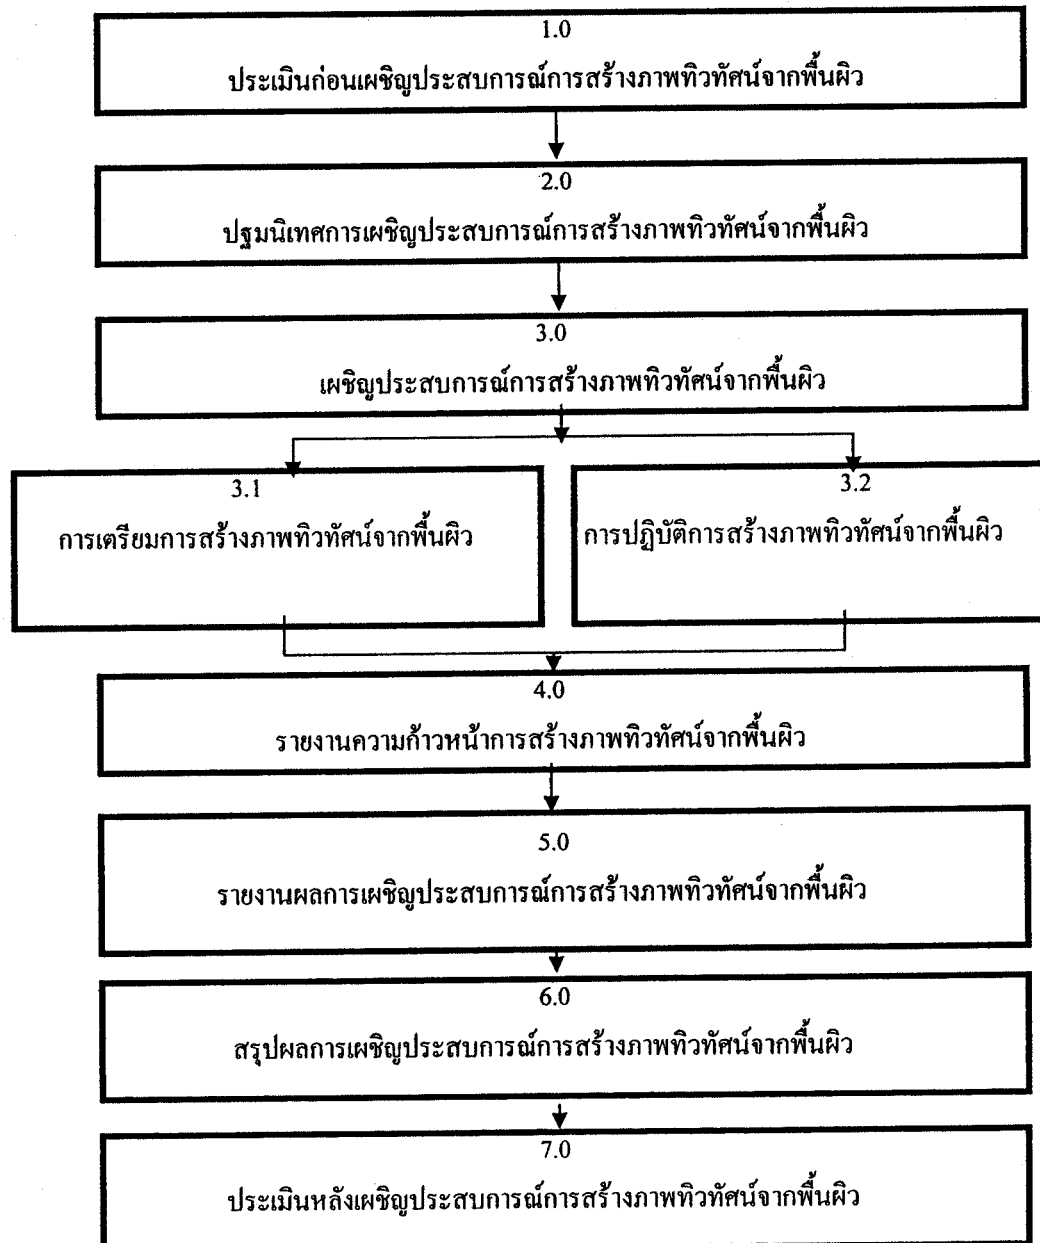 1.0
ประเมินก่อนเผชิญประสบการณ์การสร้างภาพทิวทัศน์จากพื้นผิว
2.0
ปฐมนิเทศการเผชิญประสบการณ์การสร้างภาพทิวทัศน์จากพื้นผิว
3.0
เผชิญประสบการณ์การสร้างภาพทิวทัศน์จากพื้นผิว
3.1
การเตรียมการสร้างภาพทิวทัศน์จากพื้นผิว
3.2
การปฏิบัติการสร้างภาพทิวทัศน์จากพื้นผิว
4.0
รายงานความก้าวหน้าการสร้างภาพทิวทัศน์จากพื้นผิว
5.0
รายงานผลการเผชิญประสบการณ์การสร้างภาพทิวทัศน์จากพื้นผิว
6.0
สรุปผลการเผชิญประสบการณ์การสร้างภาพทิวทัศน์จากพื้นผิว
7.0
ประเมินหลังเผชิญประสบการณ์การสร้างภาพทิวทัศน์จากพื้นผิว